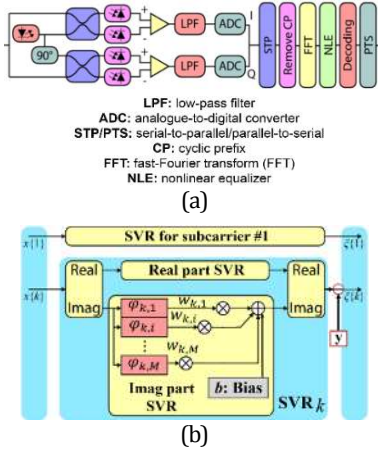 I
Q
90°
+
-
+
-
LPF
ADC
LPF
ADC
STP
Remove CP
FFT
NLE
Decoding
PTS
LPF: low-pass filter
ADC: analogue-to-digital converter
STP/PTS: serial-to-parallel/parallel-to-serial
CP: cyclic prefix
FFT: fast-Fourier transform (FFT)
NLE: nonlinear equalizer
(a)
x{1}
SVR for subcarrier #1
ξ{1}
Real
Real part SVR
Real
x{k}
Imag
Imag
ξ{k}
φk,1
wk,1
φk,i
wk,i
⋮
wk,M
φk,M
y
Imag part
SVR
b: Bias
SVRk
(b)